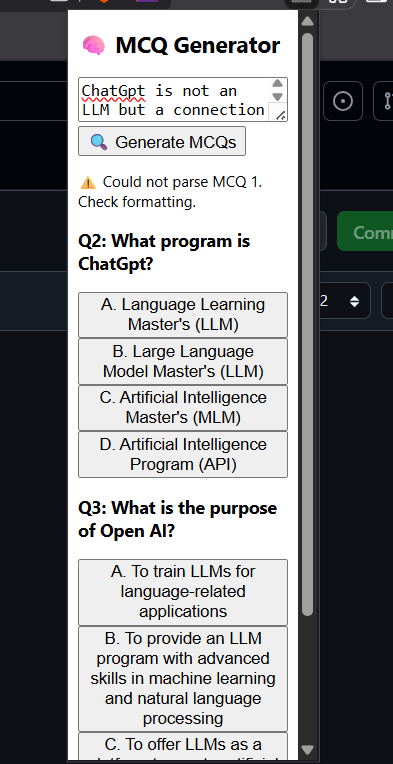 🧠 MCQ Generator
ChatGpt is not an
LLM but a connection
🔍 Generate MCQs
⚠️ Could not parse MCQ 1.
Check formatting.
Q2: What program is
ChatGpt?
A. Language Learning
Master's (LLM)
B. Large Language
Model Master's (LLM)
C. Artificial Intelligence
Master's (MLM)
D. Artificial Intelligence
Program (API)
Q3: What is the purpose
of Open AI?
A. To train LLMs for
language-related
applications
B. To provide an LLM
program with advanced
skills in machine learning
and natural language
processing
C. To offer LLMs as a
Com
2